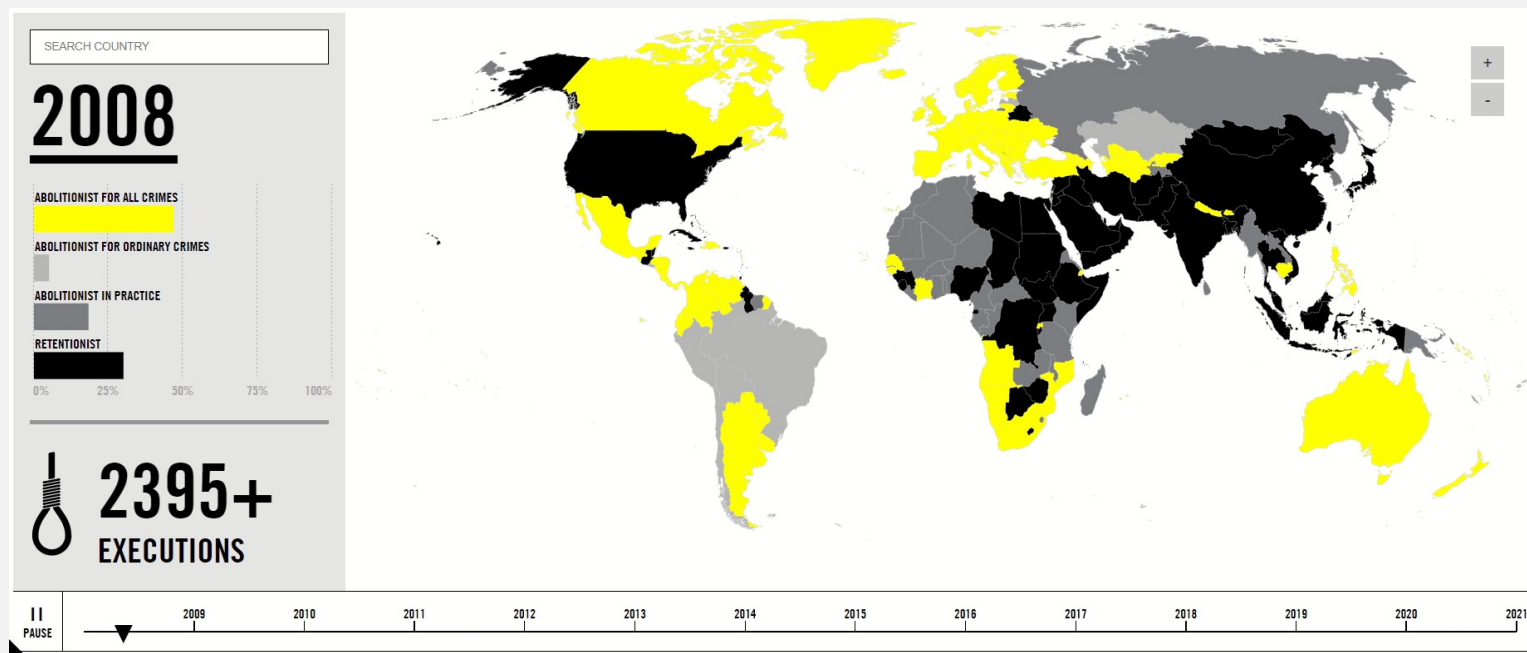 SEARCH COUNTRY
2008
ABOLITIONIST FOR ALL CRIMES
ABOLITIONIST FOR ORDINARY CRIMES
ABOLITIONIST IN PRACTICE
RETENTIONIST
0% 25% 50% 75% 100%
2395+
EXECUTIONS
+
-
PAUSE
2009 2010 2011 2012 2013 2014 2015 2016 2017 2018 2019 2020 2021